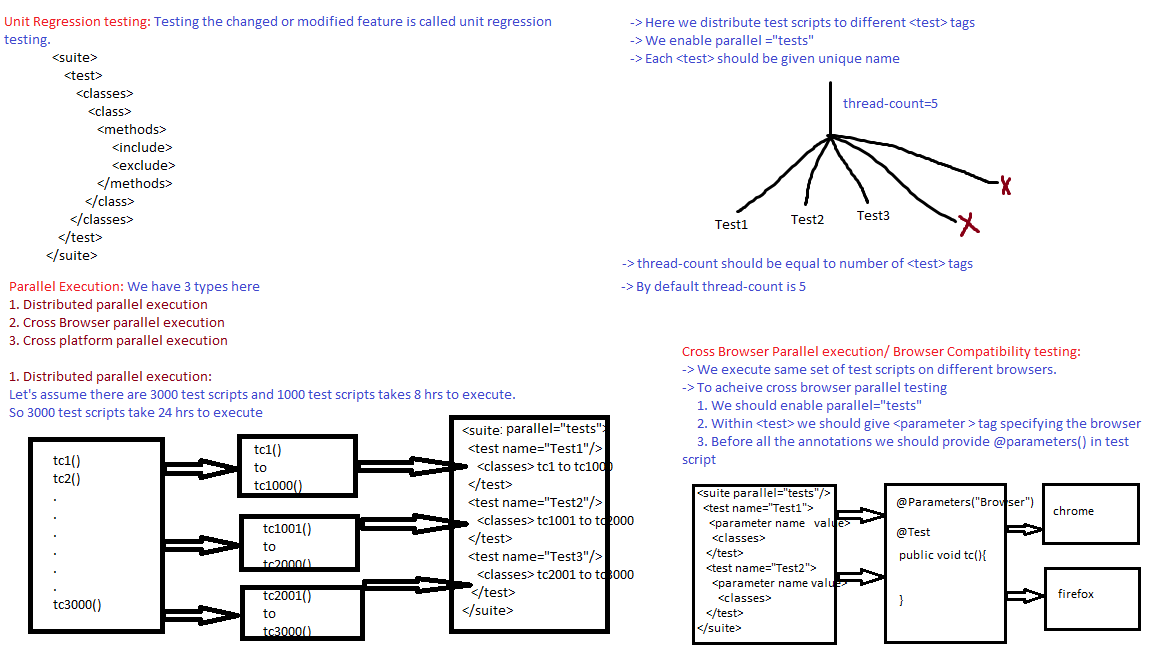 Unit Regression testing: Testing the changed or modified feature is called unit regression
testing.
<suite>
<test>
<classes>
<class>
<methods>
<include>
<exclude>
</methods>
</class>
</classes>
</test>
</suite>
Parallel Execution: We have 3 types here
1. Distributed parallel execution
2. Cross Browser parallel execution
3. Cross platform parallel execution
1. Distributed parallel execution:
Let's assume there are 3000 test scripts and 1000 test scripts takes 8 hrs to execute.
So 3000 test scripts take 24 hrs to execute
tc1()
tc2()
.
.
.
.
.
.
tc3000()
tc1()
to
tc1000()
tc1001()
to
tc2000()
tc2001()
to
tc3000()
<suite: parallel="tests">
<test name="Test1"/>
<classes> tc1 to tc1000
</test>
<test name="Test2"/>
<classes> tc1001 to tc2000
</test>
<test name="Test3"/>
<classes> tc2001 to tc3000
</test>
</suite>
-> Here we distribute test scripts to different <test> tags
-> We enable parallel ="tests"
-> Each <test> should be given unique name
thread-count=5
Test1
Test2
Test3
X
X
-> thread-count should be equal to number of <test> tags
-> By default thread-count is 5
Cross Browser Parallel execution/ Browser Compatibility testing:
-> We execute same set of test scripts on different browsers.
-> To acheive cross browser parallel testing
1. We should enable parallel="tests"
2. Within <test> we should give <parameter > tag specifying the browser
3. Before all the annotations we should provide @parameters() in test
script
<suite parallel="tests"/>
<test name="Test1">
<parameter name value>
<classes>
</test>
<test name="Test2">
<parameter name value>
<classes>
</test>
</suite>
@Parameters("Browser")
@Test
public void tc(){
}
chrome
firefox